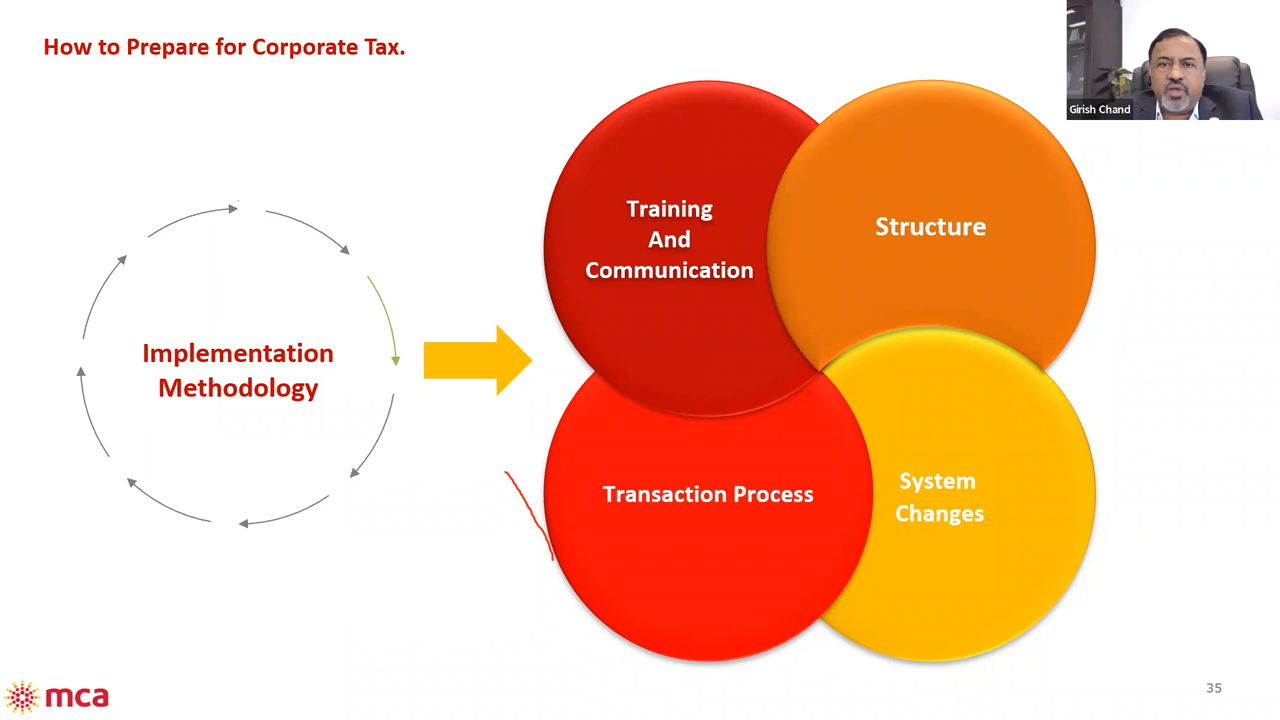 How to Prepare for Corporate Tax.
Girish Chand
Implementation
Methodology
Training
And
Communication
Structure
Transaction Process
System
Changes
mca
35